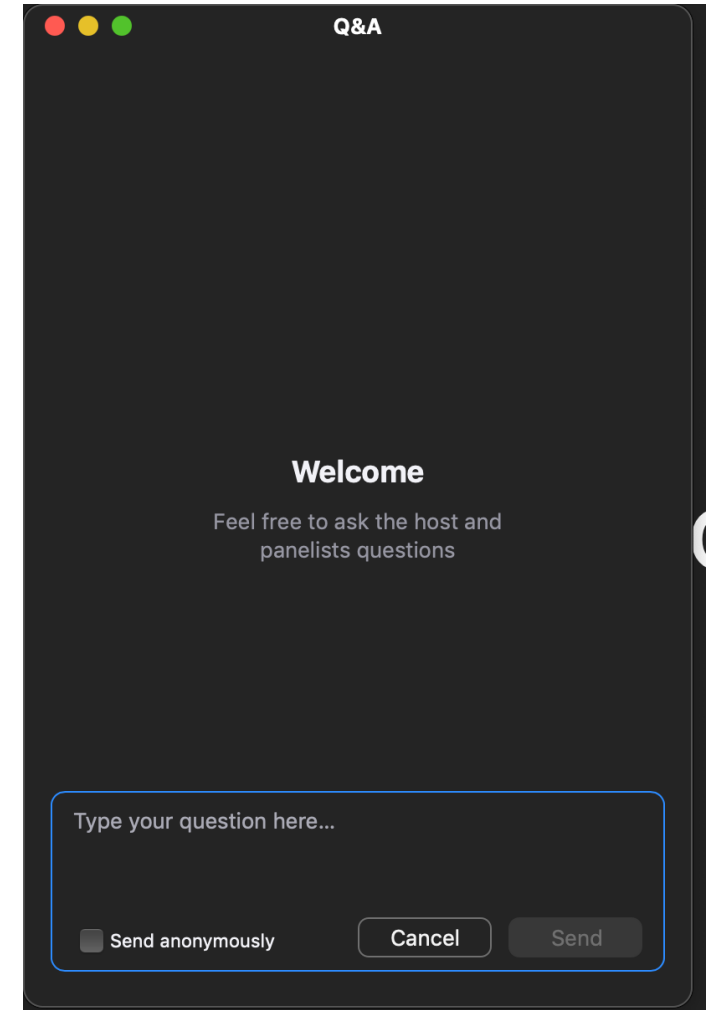 Q&A
Welcome
Feel free to ask the host and
panelists questions
Type your question here...
Send anonymously
Cancel
Send